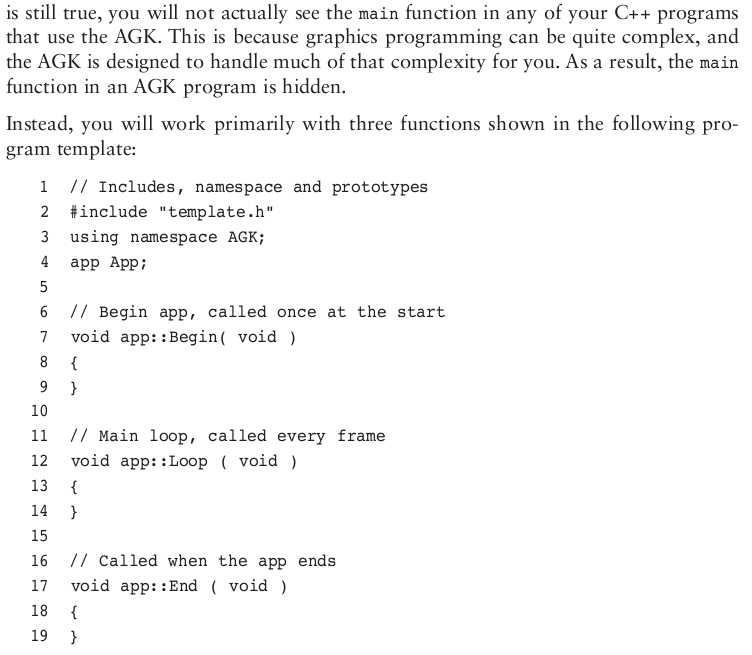 is still true, you will not actually see the main function in any of your C++ programs
that use the AGK. This is because graphics programming can be quite complex, and
the AGK is designed to handle much of that complexity for you. As a result, the main
function in an AGK program is hidden.
Instead, you will work primarily with three functions shown in the following pro-
gram template:
1 // Includes, namespace and prototypes
2 #include "template.h"
3 using namespace AGK;
4 app App;
5
6 // Begin app, called once at the start
7 void app::Begin( void )
8 {
9 }
10
11 // Main loop, called every frame
12 void app::Loop ( void )
13 {
14 }
15
16 // Called when the app ends
17 void app::End ( void )
18 {
19 }